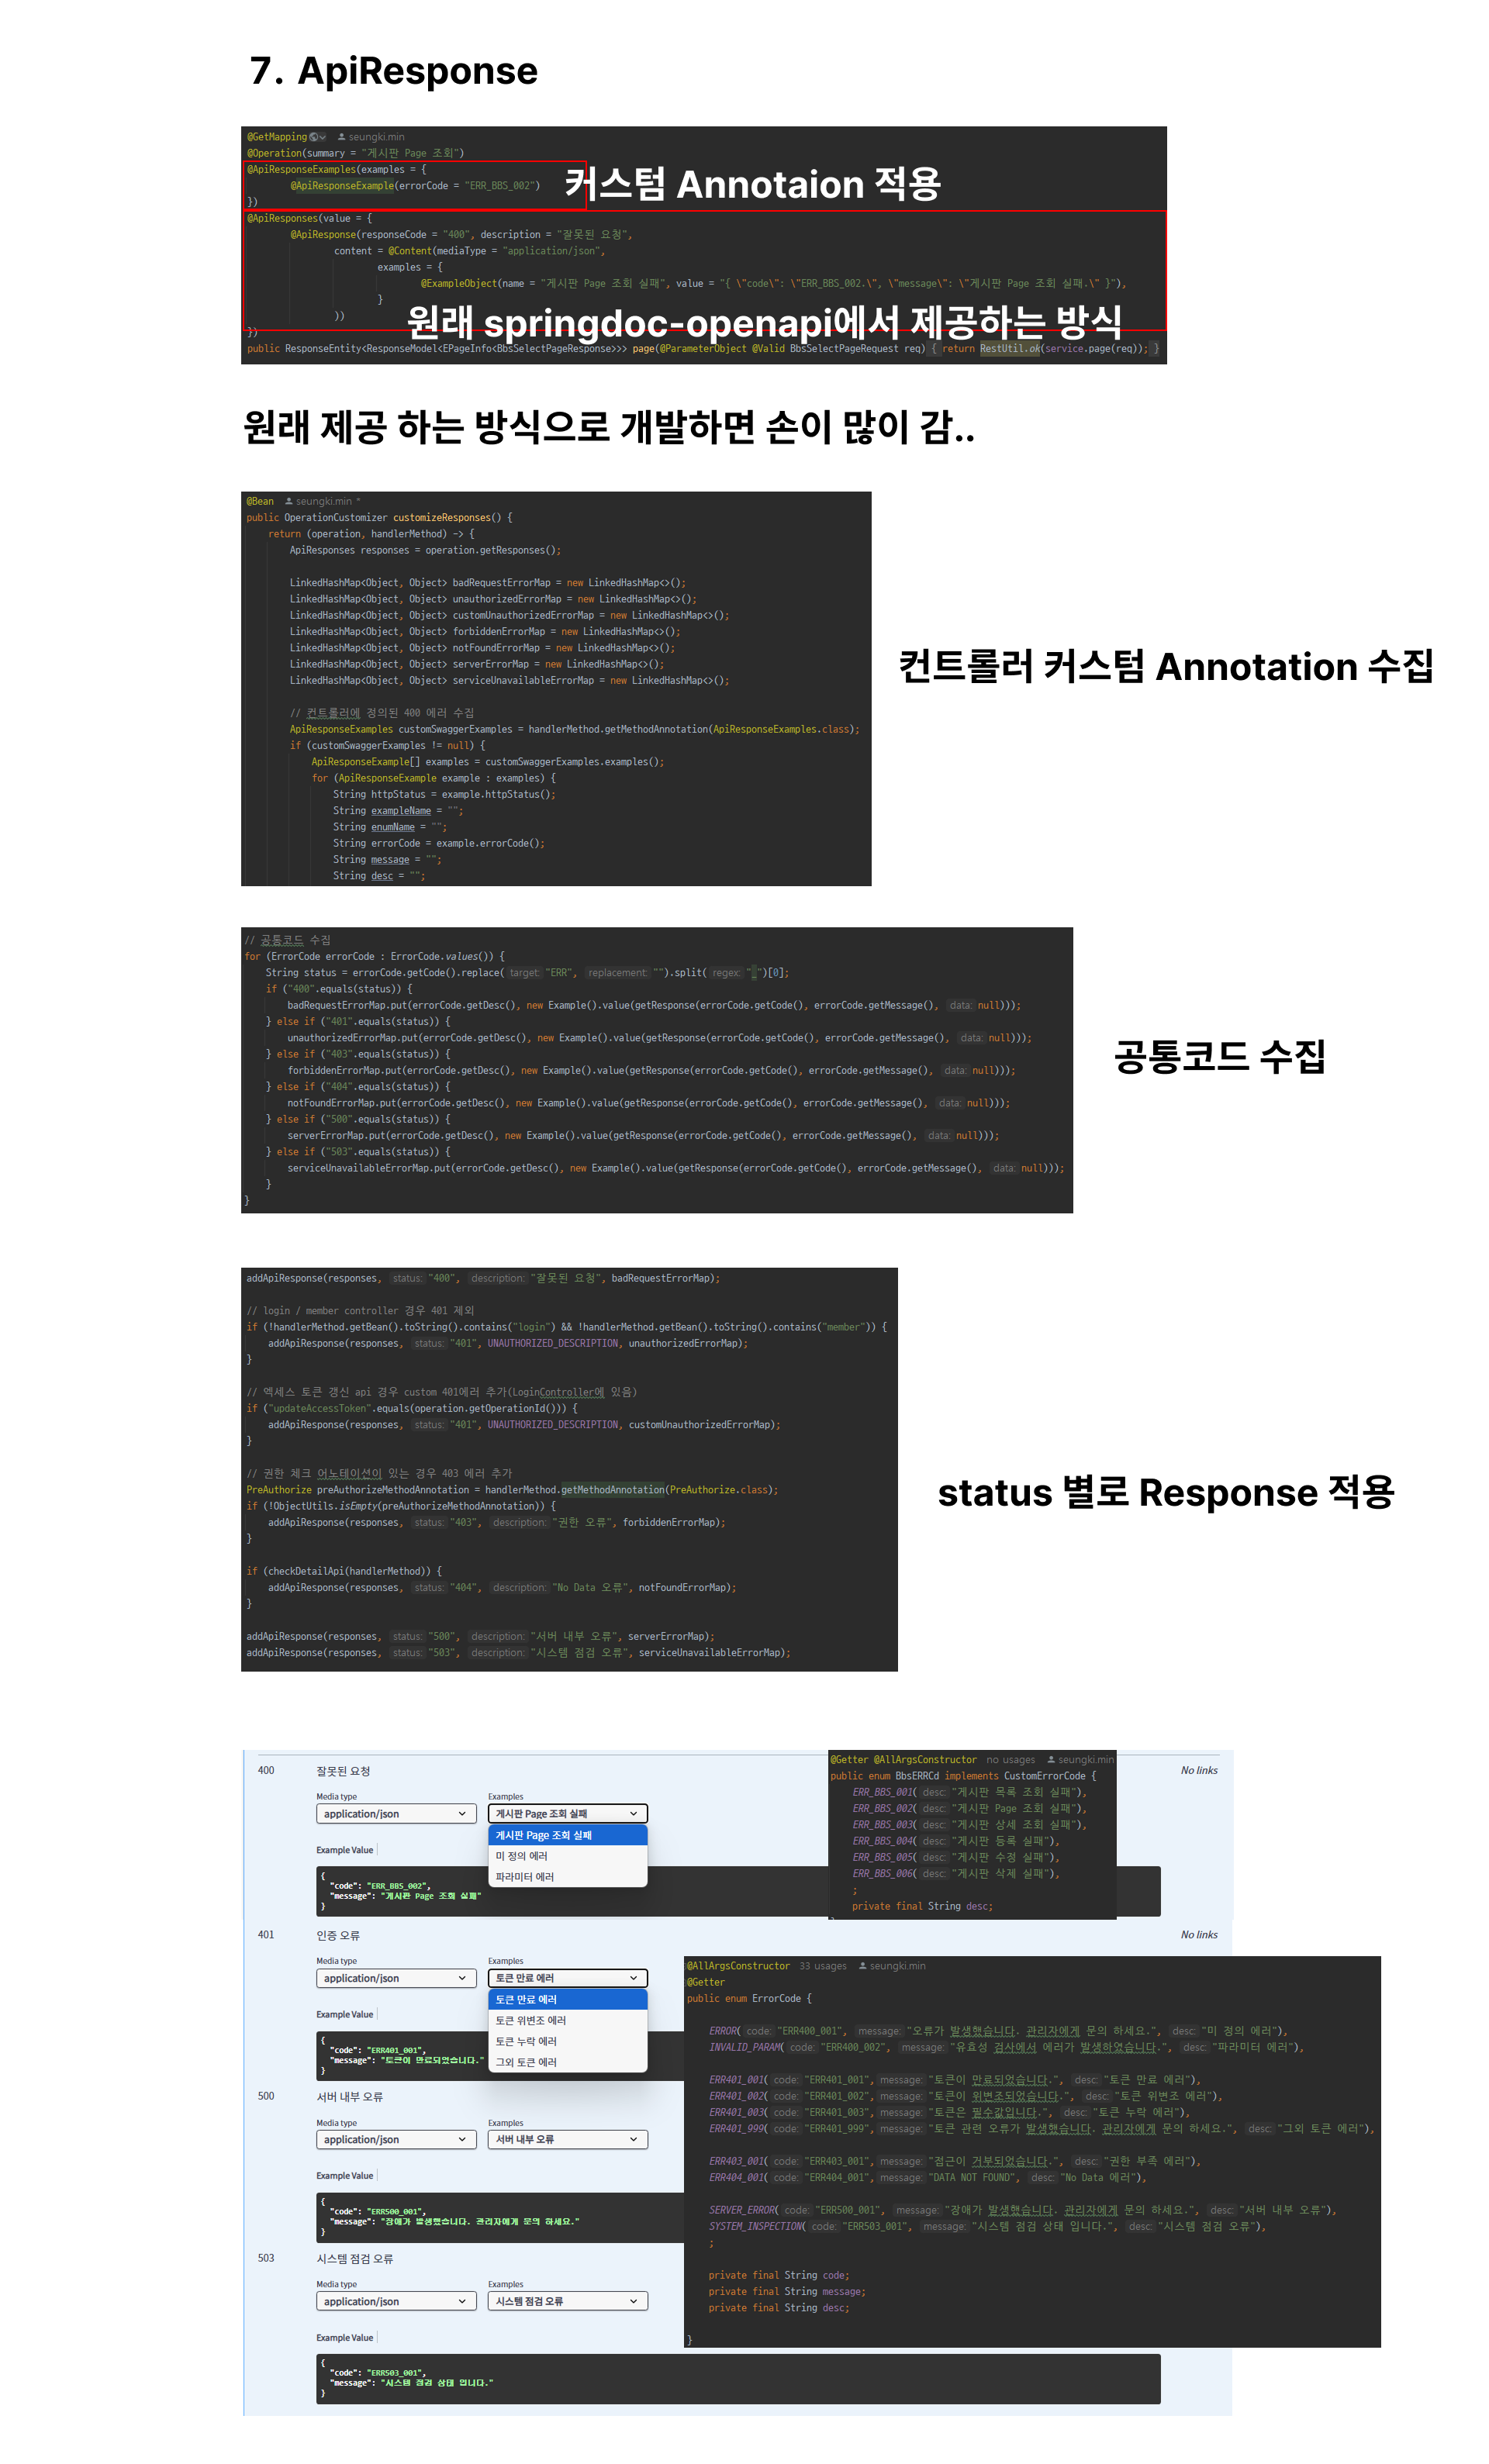 7. ApiResponse
@GetMapping seungki.min
@Operation(summary = "게시판 Page 조회")
@ApiResponseExamples(examples = {
@ApiResponseExample(errorCode = "ERR_BBS_002")
})
커스텀 Annotaion 적용
@ApiResponses(value = {
@ApiResponse(responseCode = "400", description = "잘못된 요청",
content = @Content(mediaType = "application/json",
examples = {
@ExampleObject(name = "게시판 Page 조회 실패", value = "{ \"code\": \"ERR_BBS_002.\", \"message\": \"게시판 Page 조회 실패.\" }"),
}
))
})
원래 springdoc-openapi에서 제공하는 방식
public ResponseEntity<ResponseModel<EPageInfo<BbsSelectPageResponse>>> page(@ParameterObject @Valid BbsSelectPageRequest req) { return RestUtil.ok(service.page(req)); }
원래 제공 하는 방식으로 개발하면 손이 많이 감..
@Bean seungki.min *
public OperationCustomizer customizeResponses() {
return (operation, handlerMethod) -> {
ApiResponses responses = operation.getResponses();
LinkedHashMap<Object, Object> badRequestErrorMap = new LinkedHashMap<>();
LinkedHashMap<Object, Object> unauthorizedErrorMap = new LinkedHashMap<>();
LinkedHashMap<Object, Object> customUnauthorizedErrorMap = new LinkedHashMap<>();
LinkedHashMap<Object, Object> forbiddenErrorMap = new LinkedHashMap<>();
LinkedHashMap<Object, Object> notFoundErrorMap = new LinkedHashMap<>();
LinkedHashMap<Object, Object> serverErrorMap = new LinkedHashMap<>();
LinkedHashMap<Object, Object> serviceUnavailableErrorMap = new LinkedHashMap<>();
// 컨트롤러에 정의된 400 에러 수집
ApiResponseExamples customSwaggerExamples = handlerMethod.getMethodAnnotation(ApiResponseExamples.class);
if (customSwaggerExamples != null) {
ApiResponseExample[] examples = customSwaggerExamples.examples();
for (ApiResponseExample example : examples) {
String httpStatus = example.httpStatus();
String exampleName = "";
String enumName = "";
String errorCode = example.errorCode();
String message = "";
String desc = "";
컨트롤러 커스텀 Annotation 수집
// 공통코드 수집
for (ErrorCode errorCode : ErrorCode.values()) {
String status = errorCode.getCode().replace( target: "ERR", replacement: "").split( regex: "_")[0];
if ("400".equals(status)) {
badRequestErrorMap.put(errorCode.getDesc(), new Example().value(getResponse(errorCode.getCode(), errorCode.getMessage(), data: null)));
} else if ("401".equals(status)) {
unauthorizedErrorMap.put(errorCode.getDesc(), new Example().value(getResponse(errorCode.getCode(), errorCode.getMessage(), data: null)));
} else if ("403".equals(status)) {
forbiddenErrorMap.put(errorCode.getDesc(), new Example().value(getResponse(errorCode.getCode(), errorCode.getMessage(), data: null)));
} else if ("404".equals(status)) {
notFoundErrorMap.put(errorCode.getDesc(), new Example().value(getResponse(errorCode.getCode(), errorCode.getMessage(), data: null)));
} else if ("500".equals(status)) {
serverErrorMap.put(errorCode.getDesc(), new Example().value(getResponse(errorCode.getCode(), errorCode.getMessage(), data: null)));
} else if ("503".equals(status)) {
serviceUnavailableErrorMap.put(errorCode.getDesc(), new Example().value(getResponse(errorCode.getCode(), errorCode.getMessage(), data: null)));
}
}
공통코드 수집
addApiResponse(responses, status: "400", description: "잘못된 요청", badRequestErrorMap);
// login / member controller 경우 401 제외
if (!handlerMethod.getBean().toString().contains("login") && !handlerMethod.getBean().toString().contains("member")) {
addApiResponse(responses, status: "401", UNAUTHORIZED_DESCRIPTION, unauthorizedErrorMap);
}
// 엑세스 토큰 갱신 api 경우 custom 401에러 추가(LoginController에 있음)
if ("updateAccessToken".equals(operation.getOperationId())) {
addApiResponse(responses, status: "401", UNAUTHORIZED_DESCRIPTION, customUnauthorizedErrorMap);
}
// 권한 체크 어노테이션이 있는 경우 403 에러 추가
PreAuthorize preAuthorizeMethodAnnotation = handlerMethod.getMethodAnnotation(PreAuthorize.class);
if (!ObjectUtils.isEmpty(preAuthorizeMethodAnnotation)) {
addApiResponse(responses, status: "403", description: "권한 오류", forbiddenErrorMap);
}
if (checkDetailApi(handlerMethod)) {
addApiResponse(responses, status: "404", description: "No Data 오류", notFoundErrorMap);
}
addApiResponse(responses, status: "500", description: "서버 내부 오류", serverErrorMap);
addApiResponse(responses, status: "503", description: "시스템 점검 오류", serviceUnavailableErrorMap);
status 별로 Response 적용
400 잘못된 요청 No links
Media type Examples
application/json 게시판 Page 조회 실패
게시판 Page 조회 실패
미 정의 에러
파라미터 에러
Example Value
{
"code": "ERR_BBS_002",
"message": "게시판 Page 조회 실패"
}
@Getter @AllArgsConstructor no usages seungki.min
public enum BbsERRCd implements CustomErrorCode {
ERR_BBS_001( desc: "게시판 목록 조회 실패"),
ERR_BBS_002( desc: "게시판 Page 조회 실패"),
ERR_BBS_003( desc: "게시판 상세 조회 실패"),
ERR_BBS_004( desc: "게시판 등록 실패"),
ERR_BBS_005( desc: "게시판 수정 실패"),
ERR_BBS_006( desc: "게시판 삭제 실패"),
;
private final String desc;
401 인증 오류 No links
Media type Examples
application/json 토큰 만료 에러
토큰 만료 에러
토큰 위변조 에러
토큰 누락 에러
그외 토큰 에러
Example Value
{
"code": "ERR401_001",
"message": "토큰이 만료되었습니다."
}
500 서버 내부 오류
Media type Examples
application/json 서버 내부 오류
Example Value
{
"code": "ERR500_001",
"message": "장애가 발생했습니다. 관리자에게 문의 하세요."
}
503 시스템 점검 오류
Media type Examples
application/json 시스템 점검 오류
Example Value
{
"code": "ERR503_001",
"message": "시스템 점검 상태 입니다."
}
@AllArgsConstructor 33 usages seungki.min
@Getter
public enum ErrorCode {
ERROR( code: "ERR400_001", message: "오류가 발생했습니다. 관리자에게 문의 하세요.", desc: "미 정의 에러"),
INVALID_PARAM( code: "ERR400_002", message: "유효성 검사에서 에러가 발생하였습니다.", desc: "파라미터 에러"),
ERR401_001( code: "ERR401_001", message: "토큰이 만료되었습니다.", desc: "토큰 만료 에러"),
ERR401_002( code: "ERR401_002", message: "토큰이 위변조되었습니다.", desc: "토큰 위변조 에러"),
ERR401_003( code: "ERR401_003", message: "토큰은 필수값입니다.", desc: "토큰 누락 에러"),
ERR401_999( code: "ERR401_999", message: "토큰 관련 오류가 발생했습니다. 관리자에게 문의 하세요.", desc: "그외 토큰 에러"),
ERR403_001( code: "ERR403_001", message: "접근이 거부되었습니다.", desc: "권한 부족 에러"),
ERR404_001( code: "ERR404_001", message: "DATA NOT FOUND", desc: "No Data 에러"),
SERVER_ERROR( code: "ERR500_001", message: "장애가 발생했습니다. 관리자에게 문의 하세요.", desc: "서버 내부 오류"),
SYSTEM_INSPECTION( code: "ERR503_001", message: "시스템 점검 상태 입니다.", desc: "시스템 점검 오류"),
;
private final String code;
private final String message;
private final String desc;
}